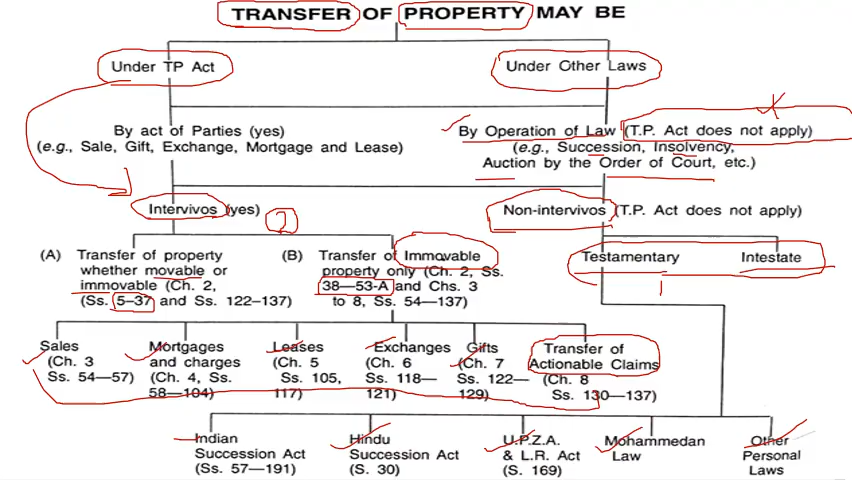 TRANSFER OF PROPERTY MAY BE
Under TP Act
Under Other Laws
By act of Parties (yes)
(e.g., Sale, Gift, Exchange, Mortgage and Lease)
By Operation of Law (T.P. Act does not apply)
(e.g., Succession, Insolvency,
Auction by the Order of Court, etc.)
Intervivos (yes)
Non-intervivos (T.P. Act does not apply)
(A) Transfer of property
whether movable or
immovable (Ch. 2,
(Ss. 5–37) and Ss. 122–137)
(B) Transfer of Immovable
property only (Ch. 2, Ss.
38—53-A and Chs. 3
to 8, Ss. 54—137)
Testamentary
Intestate
Sales
(Ch. 3
Ss. 54—57)
Mortgages
and charges
(Ch. 4, Ss.
58—104)
Leases
(Ch. 5
Ss. 105,
117)
Exchanges
(Ch. 6
Ss. 118—
121)
Gifts
(Ch. 7
Ss. 122—
129)
Transfer of
Actionable Claims
(Ch. 8
Ss. 130—137)
Indian
Succession Act
(Ss. 57—191)
Hindu
Succession Act
(S. 30)
U.P.Z.A.
& L.R. Act
(S. 169)
Mohammedan
Law
Other
Personal
Laws